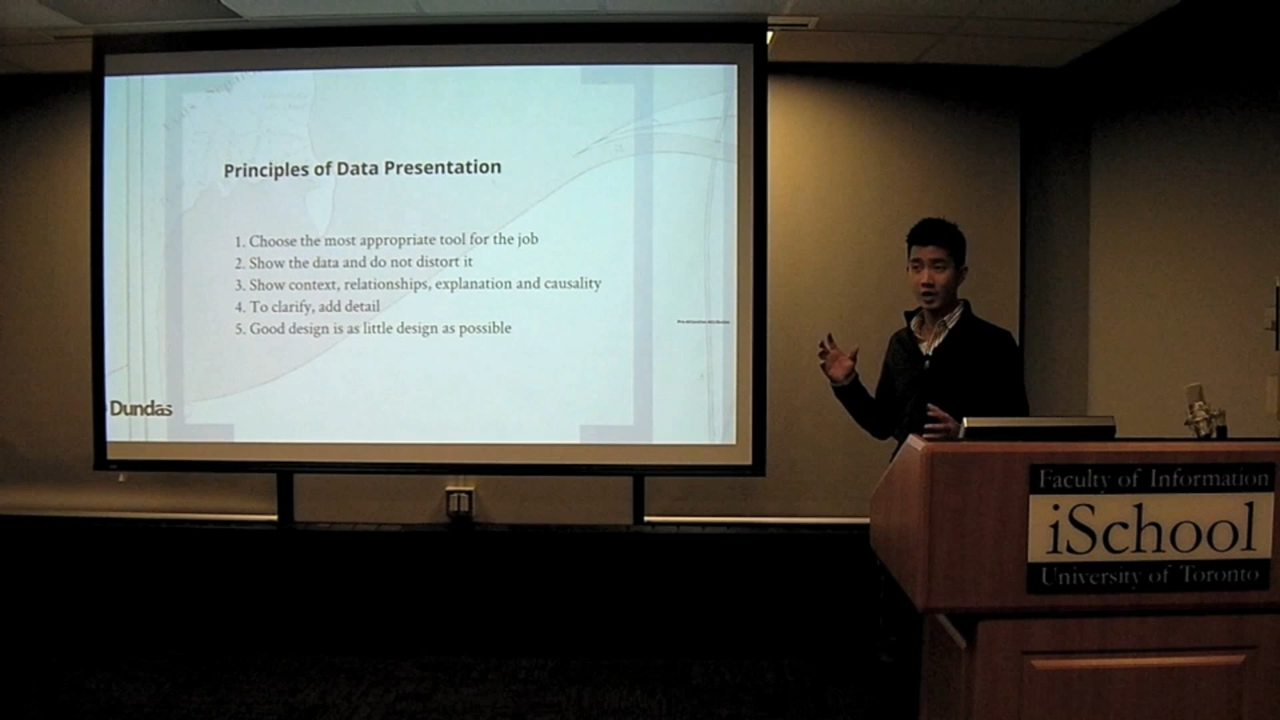 Principles of Data Presentation
1. Choose the most appropriate tool for the job
2. Show the data and do not distort it
3. Show context, relationships, explanation and causality
4. To clarify, add detail
5. Good design is as little design as possible
Dundas
Faculty of Information
iSchool
University of Toronto